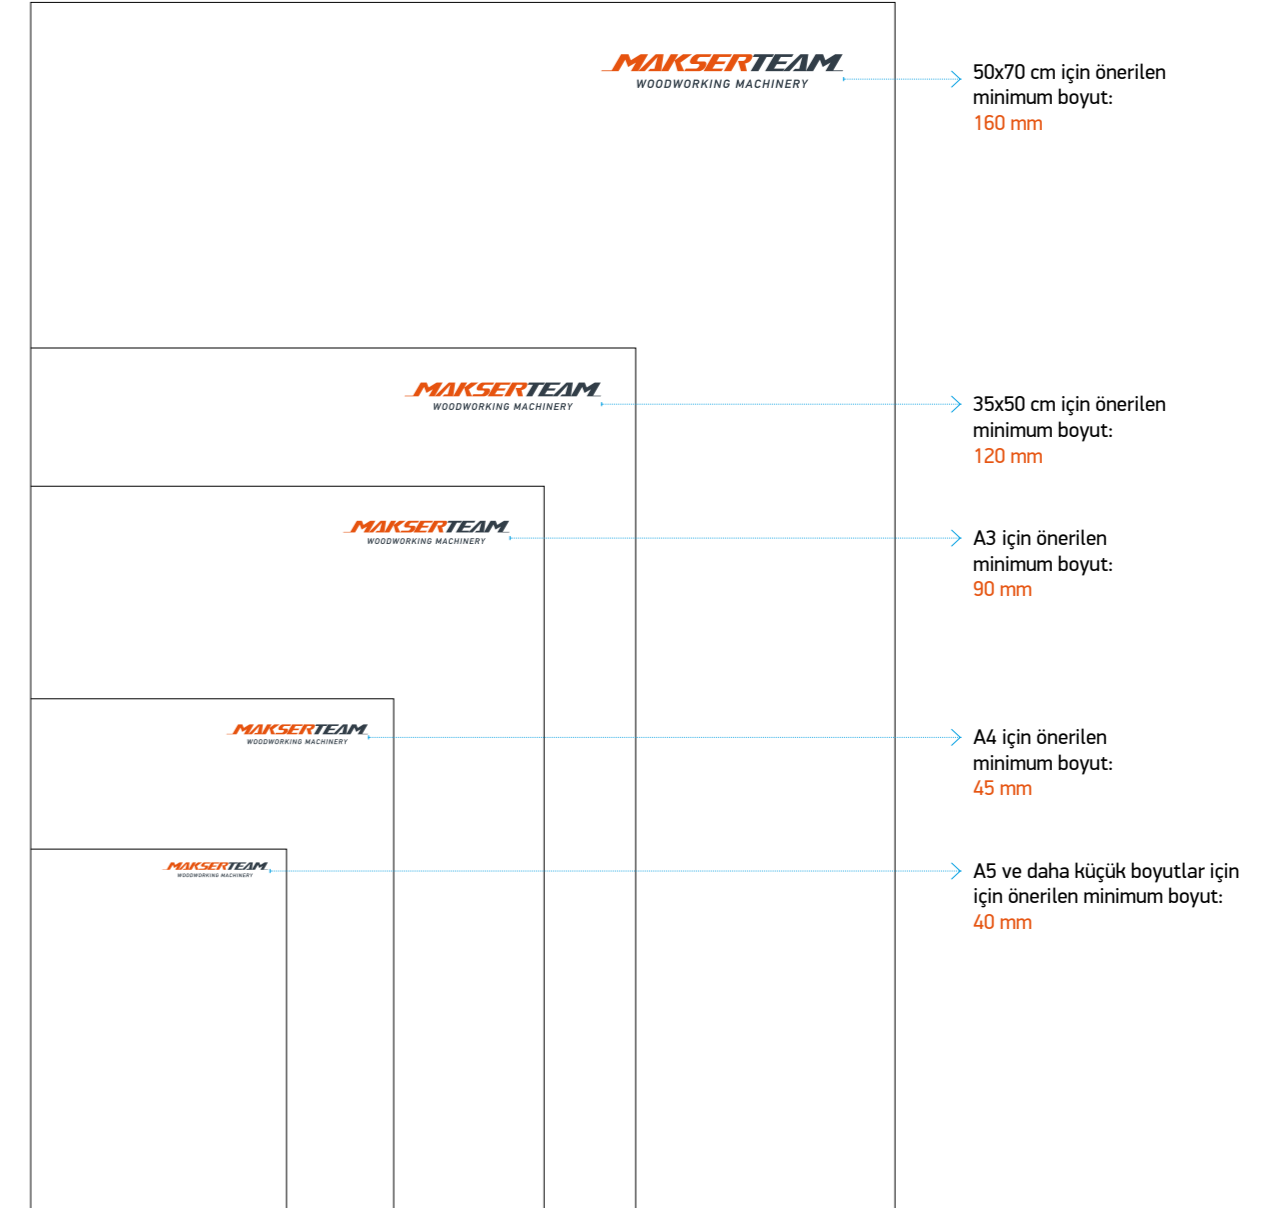 MAKSERTEAM
WOODWORKING MACHINERY
50x70 cm için önerilen
minimum boyut:
160 mm
MAKSERTEAM
WOODWORKING MACHINERY
35x50 cm için önerilen
minimum boyut:
120 mm
MAKSERTEAM
WOODWORKING MACHINERY
A3 için önerilen
minimum boyut:
90 mm
MAKSERTEAM
WOODWORKING MACHINERY
A4 için önerilen
minimum boyut:
45 mm
MAKSERTEAM
WOODWORKING MACHINERY
A5 ve daha küçük boyutlar için
için önerilen minimum boyut:
40 mm